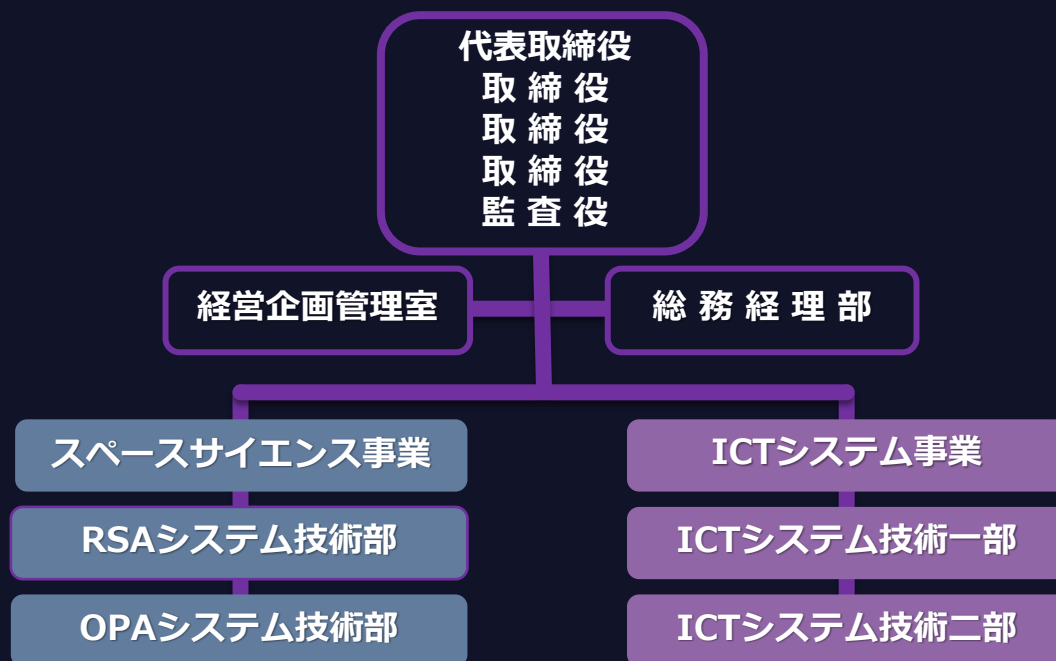 代表取締役
取 締 役
取 締 役
取 締 役
監 査 役
経営企画管理室
総 務 経 理 部
スペースサイエンス事業
ICTシステム事業
RSAシステム技術部
ICTシステム技術一部
OPAシステム技術部
ICTシステム技術二部